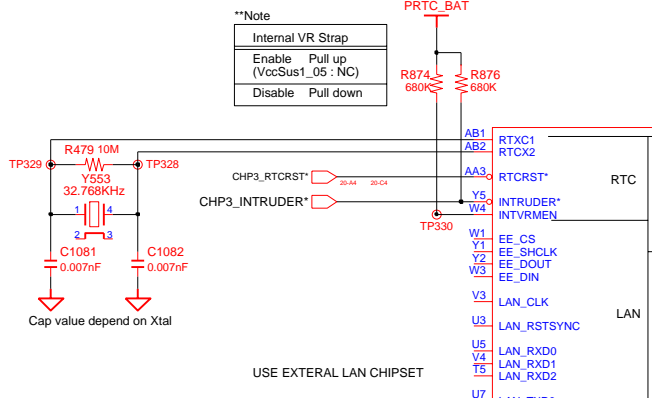 **Note
PRTC_BAT
Internal VR Strap
Enable Pull up
(VccSus1_05 : NC)
Disable Pull down
R874
680K
R876
680K
R479 10M
TP329
TP328
Y553
32.768KHz
1
4
2
3
C1081
0.007nF
C1082
0.007nF
Cap value depend on Xtal
CHP3_RTCRST*
20-A4
20-C4
CHP3_INTRUDER*
TP330
AB1
RTXC1
AB2
RTCX2
AA3
RTCRST*
RTC
Y5
INTRUDER*
W4
INTVRMEN
W1
EE_CS
Y1
EE_SHCLK
Y2
EE_DOUT
W3
EE_DIN
V3
LAN_CLK
LAN
U3
LAN_RSTSYNC
U5
LAN_RXD0
V4
LAN_RXD1
T5
LAN_RXD2
USE EXTERAL LAN CHIPSET
U7